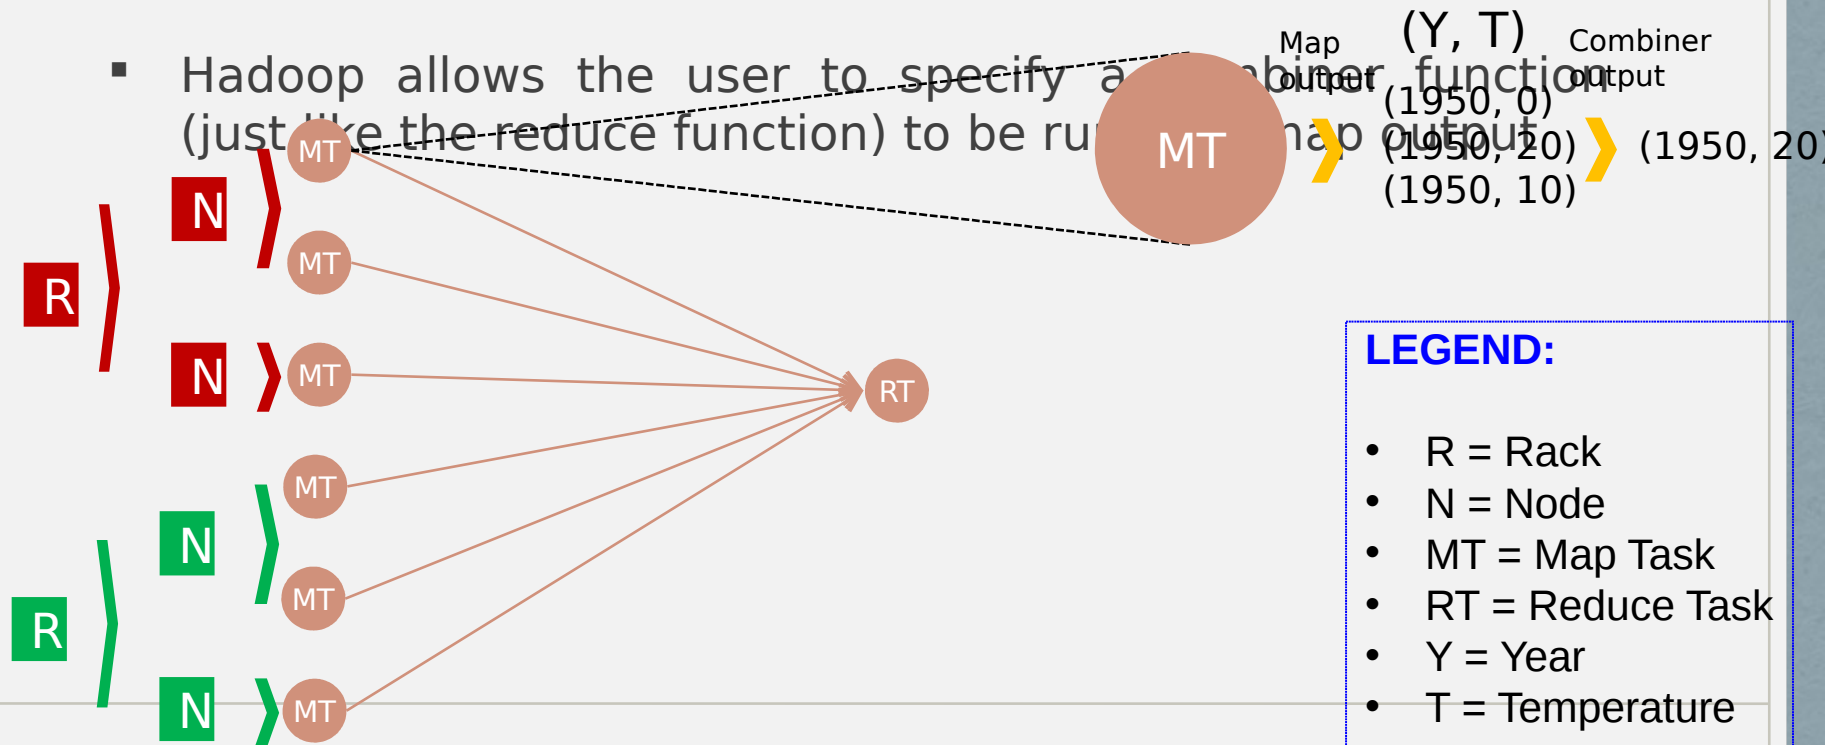 (Y, T)
Map
output
Combiner
output
Hadoop allows the user to specify a combiner function
(just like the reduce function) to be run map output
(1950, 0)
(1950, 20)
(1950, 10)
(1950, 20)
MT
MT
N
MT
R
N
MT
RT
MT
N
MT
R
N
MT
LEGEND:
• R = Rack
• N = Node
• MT = Map Task
• RT = Reduce Task
• Y = Year
• T = Temperature